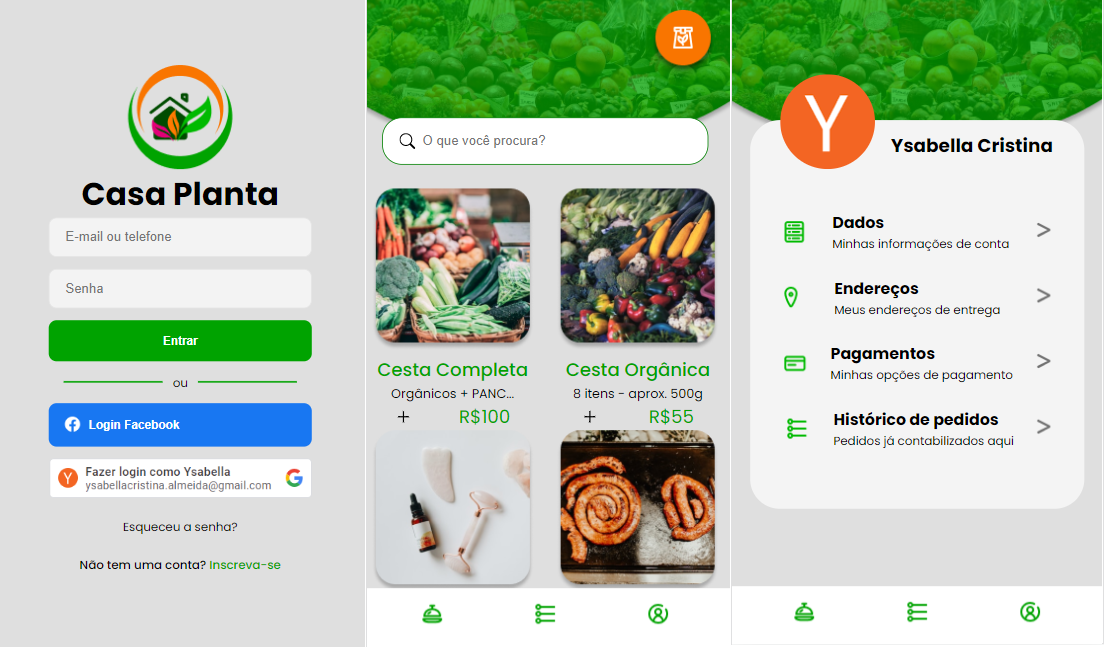 Casa Planta
E-mail ou telefone
Senha
Entrar
ou
Login Facebook
Y
Fazer login como Ysabella
ysabellacristina.almeida@gmail.com
Esqueceu a senha?
Não tem uma conta? Inscreva-se
O que você procura?
Cesta Completa
Orgânicos + PANC...
+ R$100
Cesta Orgânica
8 itens - aprox. 500g
+ R$55
Y
Ysabella Cristina
Dados
Minhas informações de conta
>
Endereços
Meus endereços de entrega
>
Pagamentos
Minhas opções de pagamento
>
Histórico de pedidos
Pedidos já contabilizados aqui
>